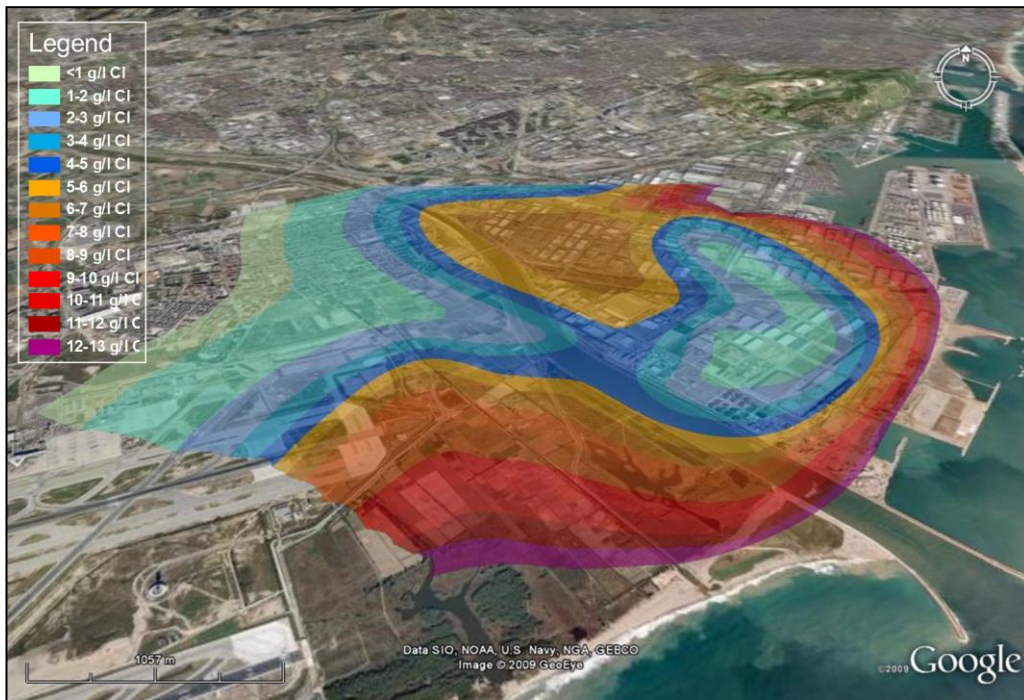 Legend
<1 g/l Cl
1-2 g/l Cl
2-3 g/l Cl
3-4 g/l Cl
4-5 g/l Cl
5-6 g/l Cl
6-7 g/l Cl
7-8 g/l Cl
8-9 g/l Cl
9-10 g/l Cl
10-11 g/l C
11-12 g/l C
12-13 g/l C
N
1057 m
Data SIO, NOAA, U.S. Navy, NGA, GEBCO
Image © 2009 GeoEye
©2009 Google